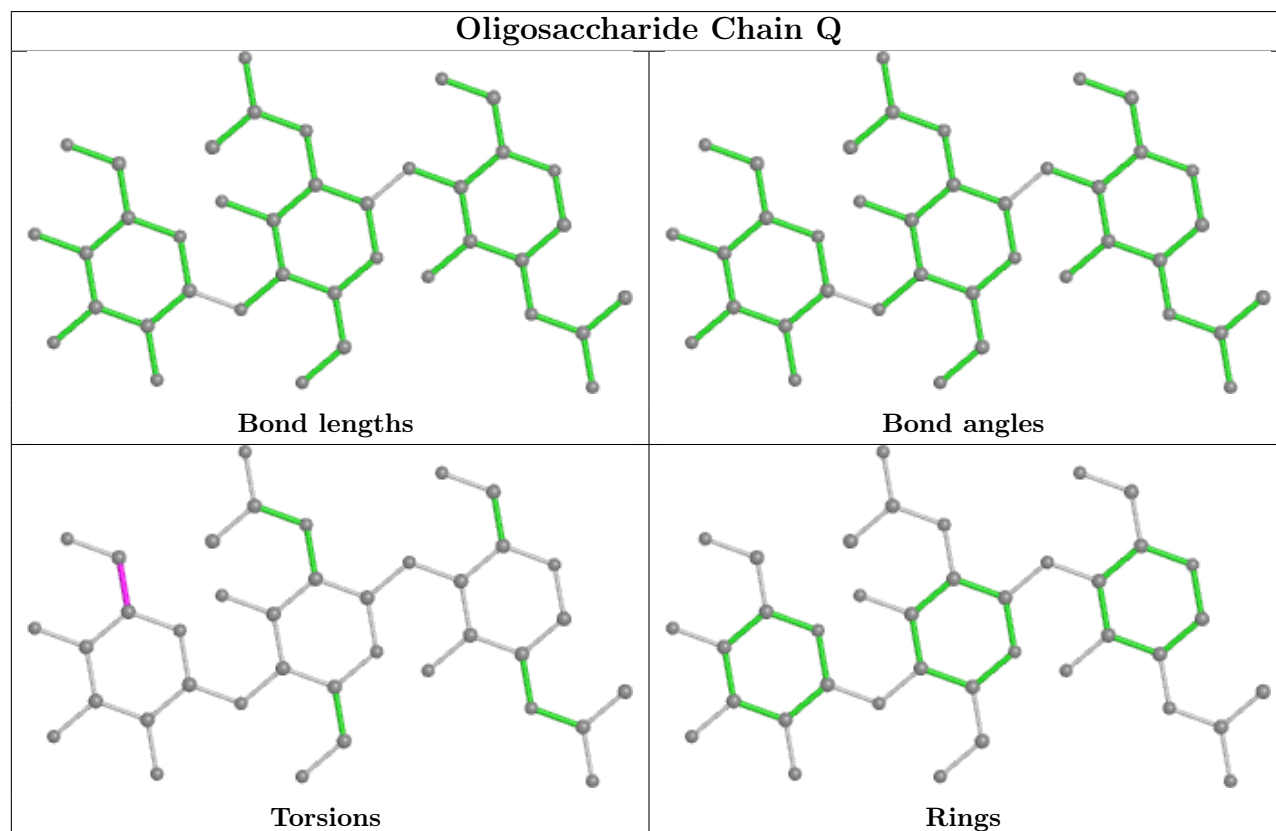 Oligosaccharide Chain Q
Bond lengths
Bond angles
Torsions
Rings